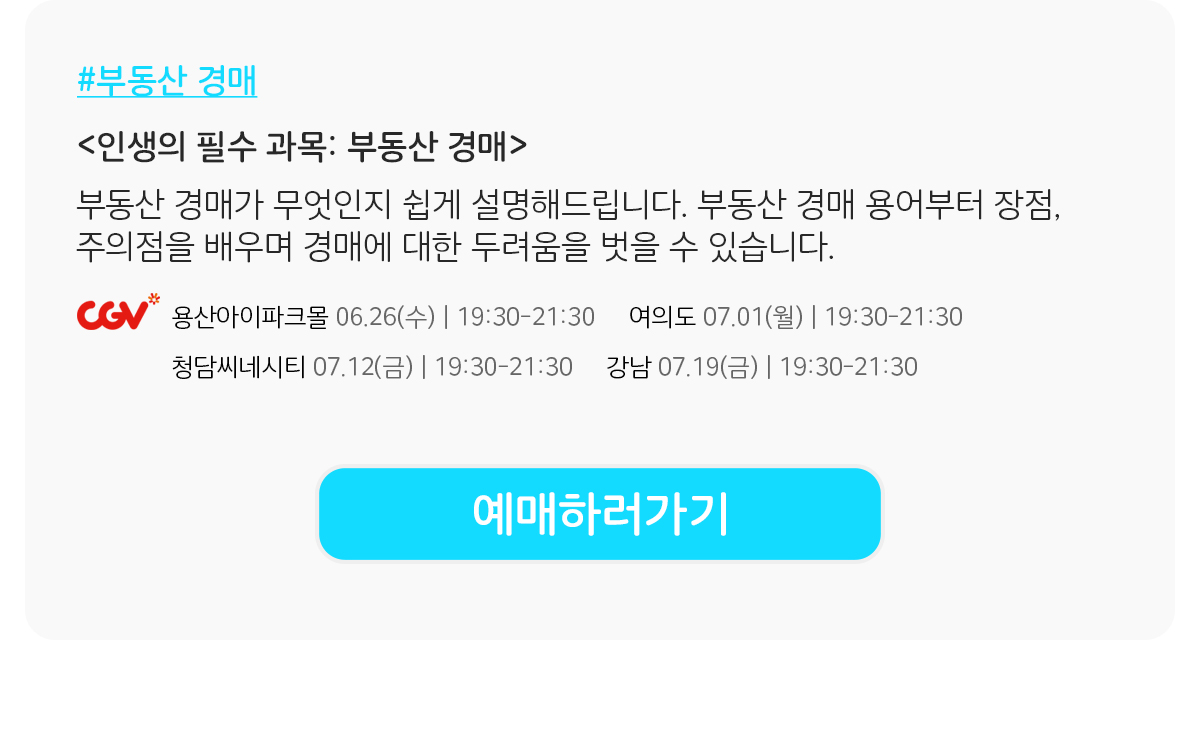 #부동산 경매
<인생의 필수 과목: 부동산 경매>
부동산 경매가 무엇인지 쉽게 설명해드립니다. 부동산 경매 용어부터 장점,
주의점을 배우며 경매에 대한 두려움을 벗을 수 있습니다.
CGV 용산아이파크몰 06.26(수) | 19:30-21:30 여의도 07.01(월) | 19:30-21:30
청담씨네시티 07.12(금) | 19:30-21:30 강남 07.19(금) | 19:30-21:30
예매하러가기